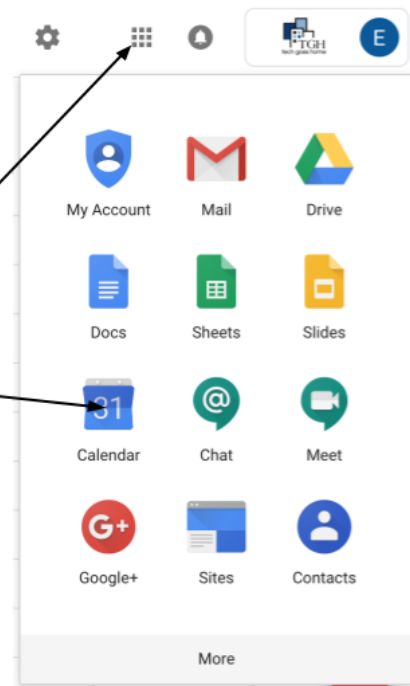 TGH
tech goes home
E
My Account Mail Drive
Docs Sheets Slides
31
@
Calendar Chat Meet
G+
Google+ Sites Contacts
More